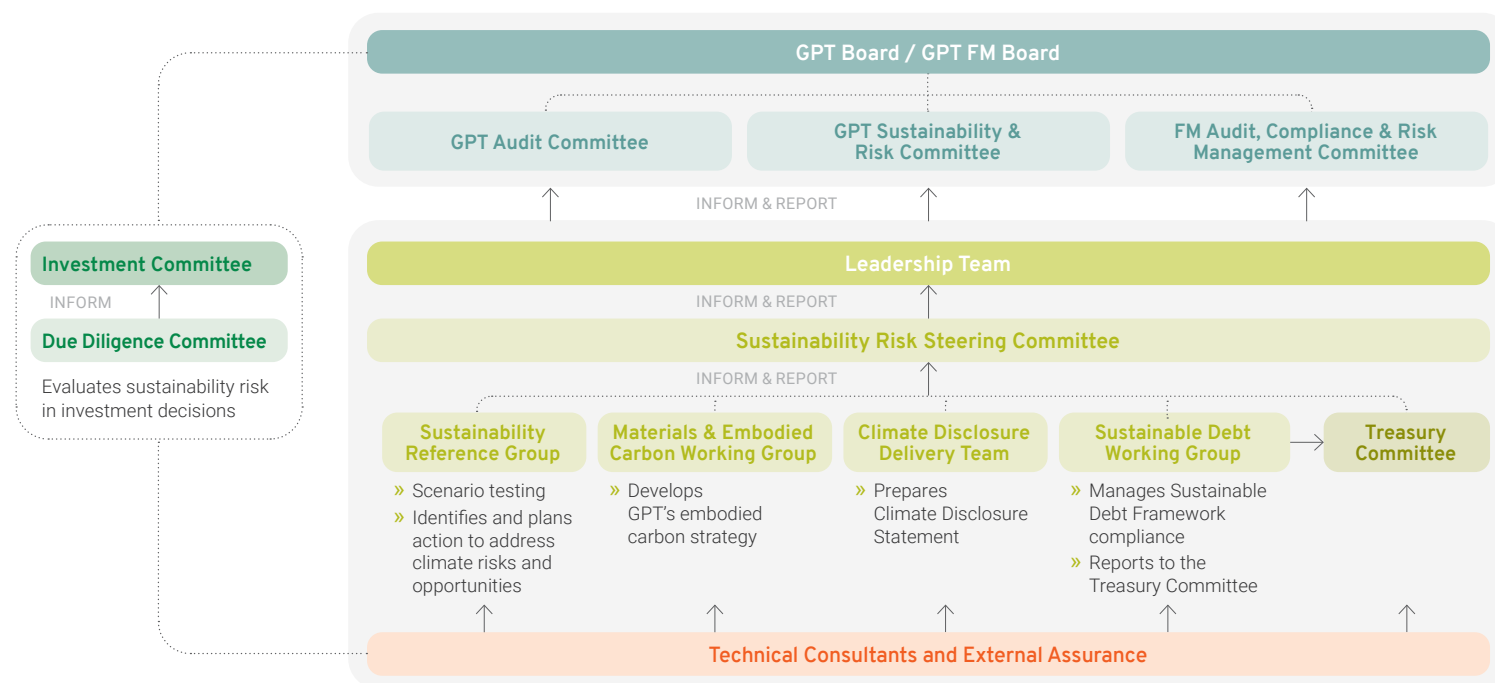 GPT Board / GPT FM Board
GPT Audit Committee
GPT Sustainability &
Risk Committee
FM Audit, Compliance & Risk
Management Committee
INFORM & REPORT
Investment Committee
INFORM
Due Diligence Committee
Evaluates sustainability risk
in investment decisions
Leadership Team
INFORM & REPORT
Sustainability Risk Steering Committee
INFORM & REPORT
Sustainability
Reference Group
» Scenario testing
» Identifies and plans
action to address
climate risks and
opportunities
Materials & Embodied
Carbon Working Group
» Develops
GPT's embodied
carbon strategy
Climate Disclosure
Delivery Team
» Prepares
Climate Disclosure
Statement
Sustainable Debt
Working Group
» Manages Sustainable
Debt Framework
compliance
» Reports to the
Treasury Committee
Treasury
Committee
Technical Consultants and External Assurance